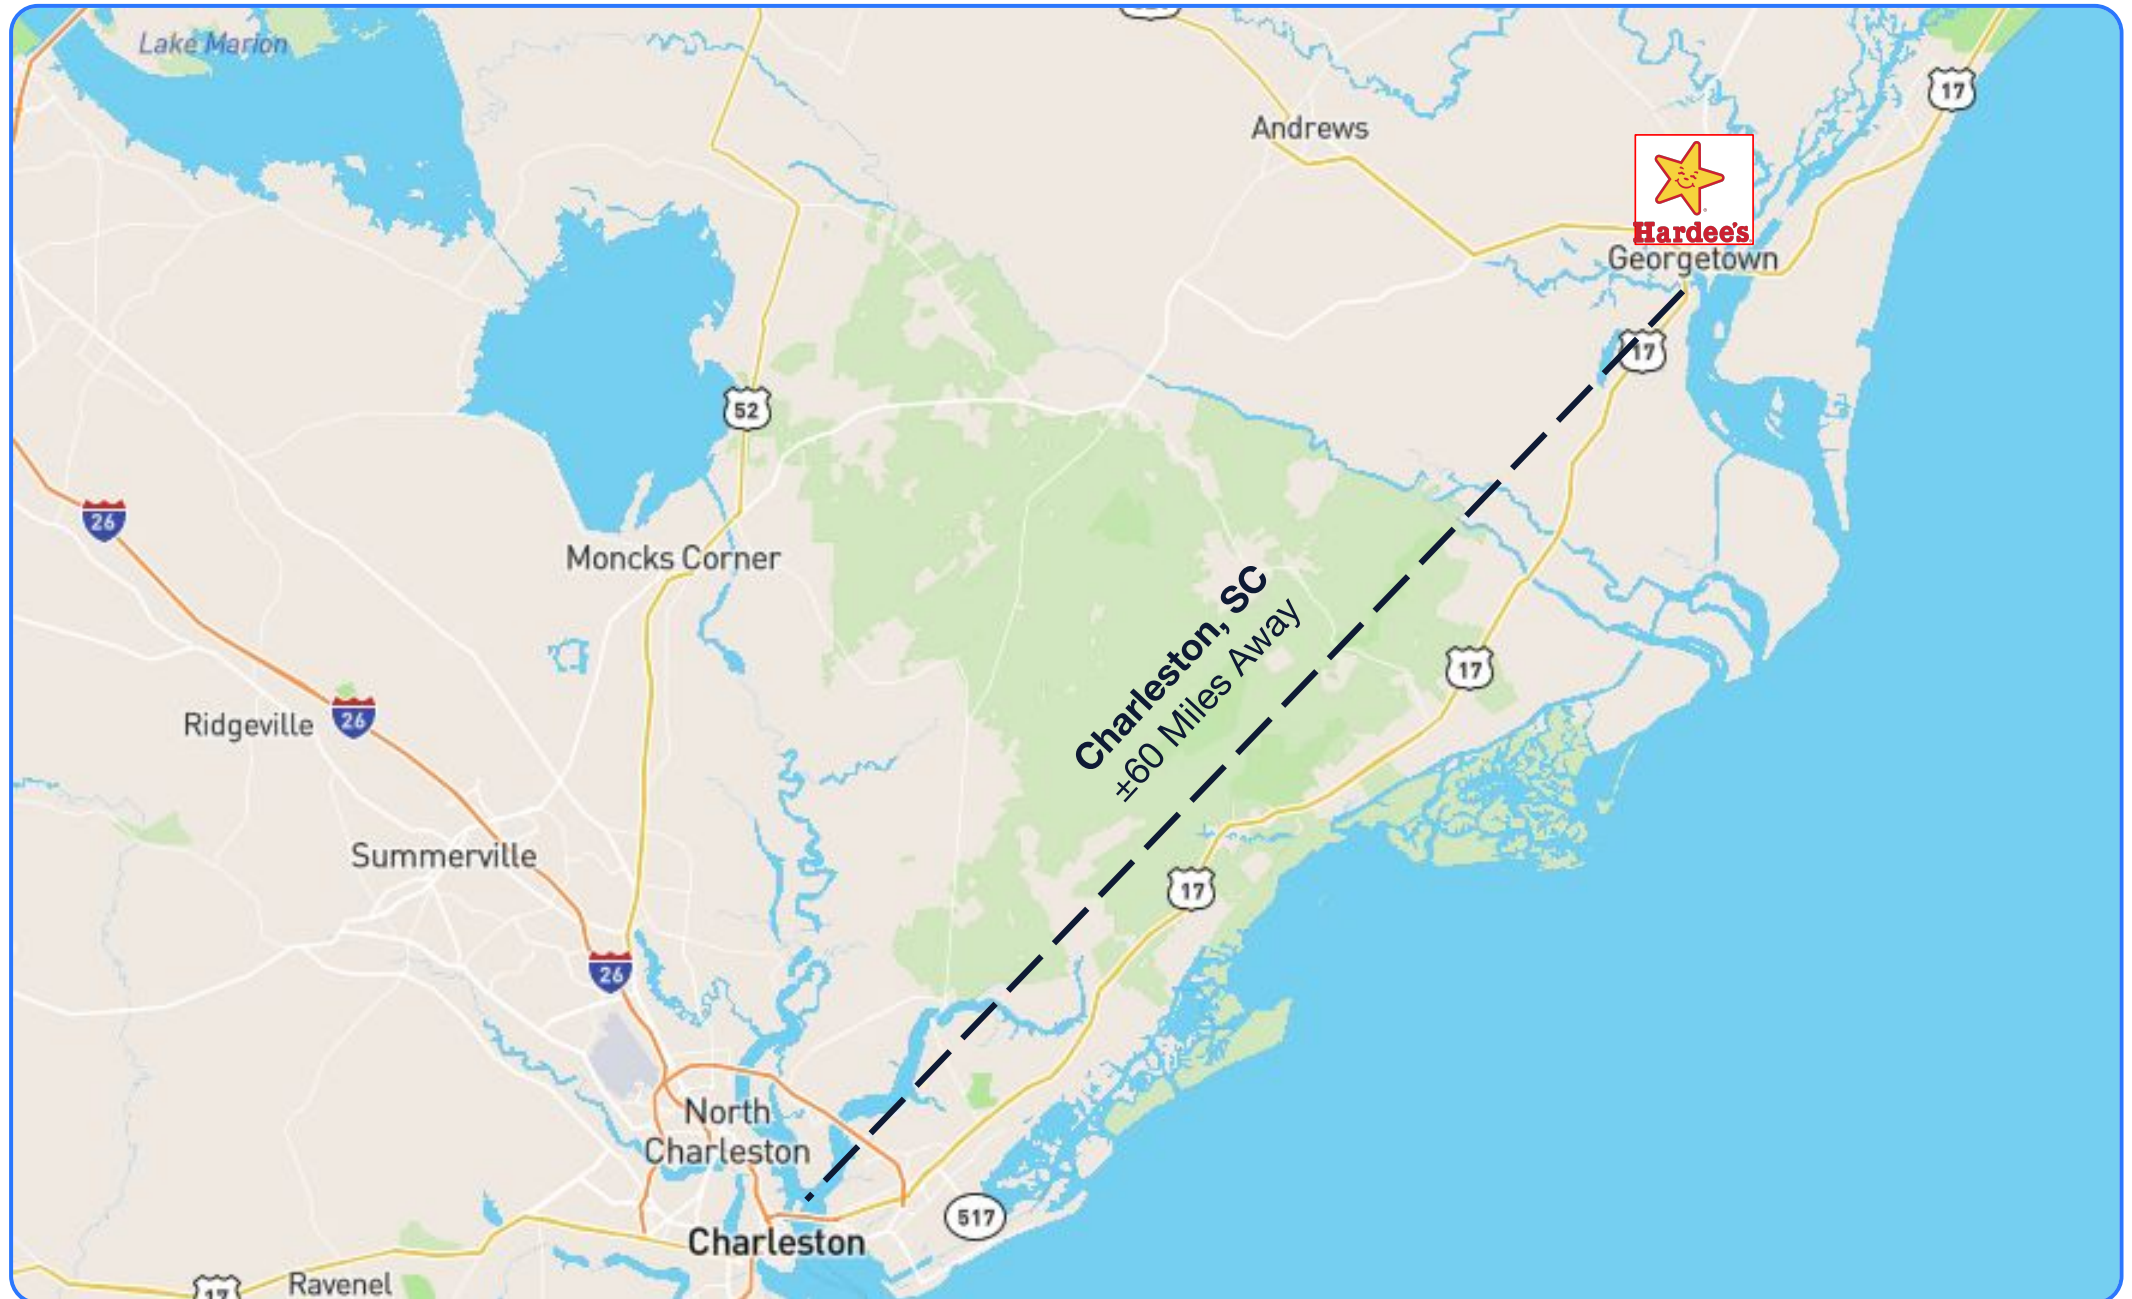 Lake Marion
17
Andrews
Hardee's
Georgetown
17
52
26
Moncks Corner
Charleston, SC
±60 Miles Away
17
Ridgeville
26
Summerville
17
26
North
Charleston
517
Charleston
Ravenel
17